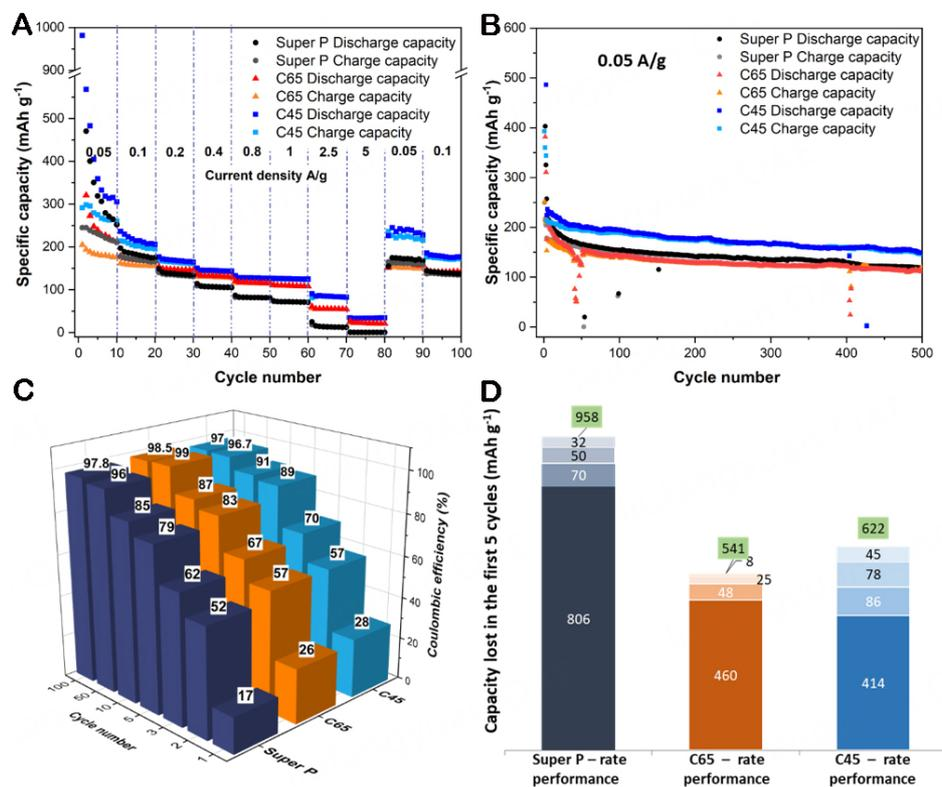 A
1000
900
500
400
300
200
100
0
Specific capacity (mAh g-1)
Super P Discharge capacity
Super P Charge capacity
C65 Discharge capacity
C65 Charge capacity
C45 Discharge capacity
C45 Charge capacity
0.05 0.1 0.2 0.4 0.8 1 2.5 5 0.05 0.1
Current density A/g
0 10 20 30 40 50 60 70 80 90 100
Cycle number
B
600
500
400
300
200
100
0
Specific capacity (mAh g-1)
0.05 A/g
Super P Discharge capacity
Super P Charge capacity
C65 Discharge capacity
C65 Charge capacity
C45 Discharge capacity
C45 Charge capacity
0 100 200 300 400 500
Cycle number
C
97.8 96 85 79 62 52 17
98.5 99 87 83 67 57 26
97 96.7 91 89 70 57 28
100
80
60
40
20
0
Coulombic efficiency (%)
100 50 10 5 3 2 1
Cycle number
Super P
C65
C45
D
Capacity lost in the first 5 cycles (mAh g-1)
958
32
50
70
806
541
8
25
48
460
622
45
78
86
414
Super P – rate
performance
C65 – rate
performance
C45 – rate
performance